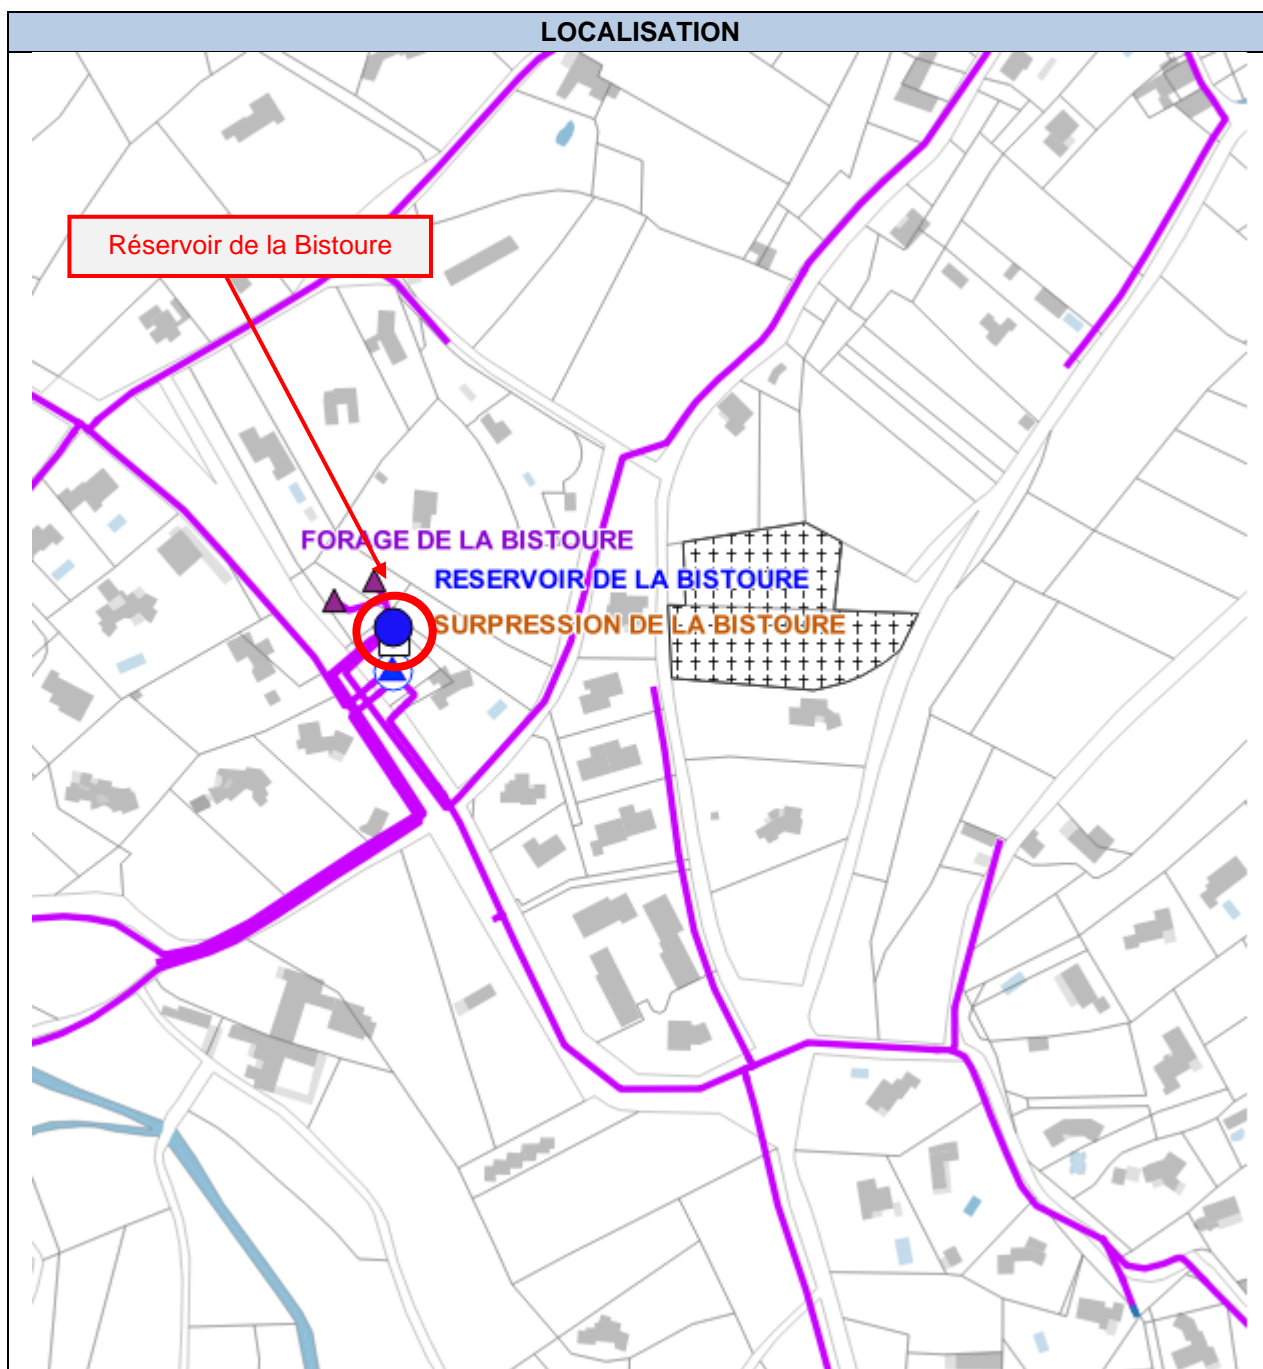 LOCALISATION
Réservoir de la Bistoure
FORAGE DE LA BISTOURE
RESERVOIR DE LA BISTOURE
SURPRESSION DE LA BISTOURE